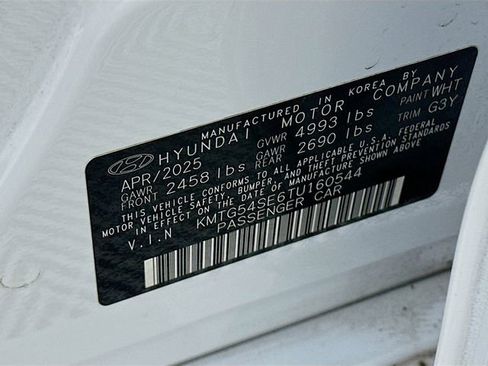 MANUFACTURED IN KOREA BY
HYUNDAI MOTOR COMPANY
APR/2025 GVWR 4993 lbs PAINT WHT
GAWR FRONT 2458 lbs GAWR REAR 2690 lbs TRIM G3Y
THIS VEHICLE CONFORMS TO ALL APPLICABLE U.S.A. FEDERAL
MOTOR VEHICLE SAFETY, BUMPER, AND THEFT PREVENTION STANDARDS
IN EFFECT ON THE DATE OF MANUFACTURE SHOWN ABOVE
V.I.N KMTG54SE6TU160544
PASSENGER CAR